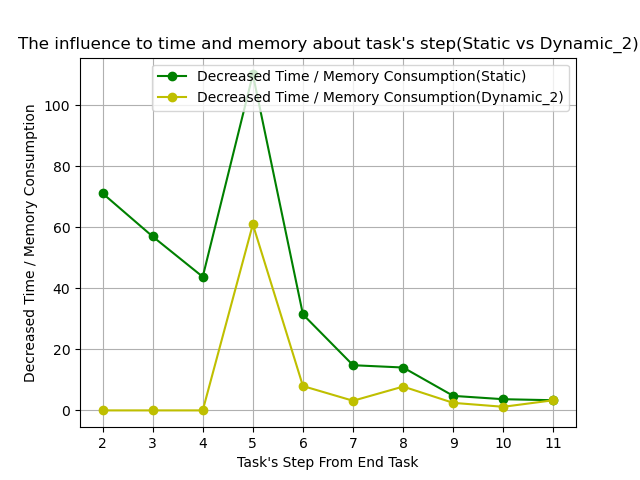 The influence to time and memory about task's step(Static vs Dynamic_2)
Decreased Time / Memory Consumption(Static)
Decreased Time / Memory Consumption(Dynamic_2)
Decreased Time / Memory Consumption
100
80
60
40
20
0
2 3 4 5 6 7 8 9 10 11
Task's Step From End Task